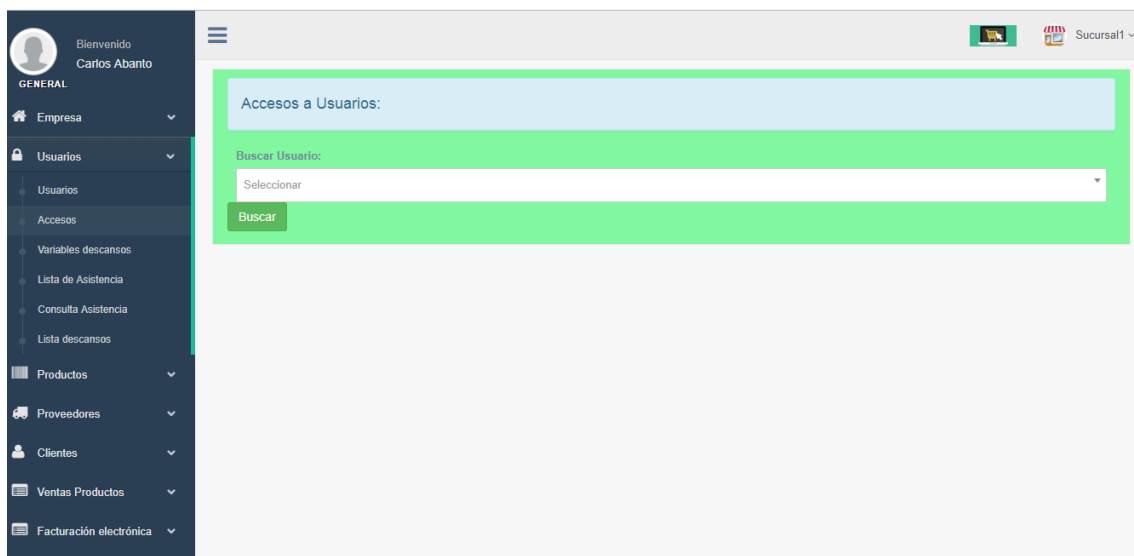 Bienvenido
Carlos Abanto
GENERAL
Empresa
Usuarios
Usuarios
Accesos
Variables descansos
Lista de Asistencia
Consulta Asistencia
Lista descansos
Productos
Proveedores
Clientes
Ventas Productos
Facturación electrónica
Sucursal1
Accesos a Usuarios:
Buscar Usuario:
Seleccionar
Buscar